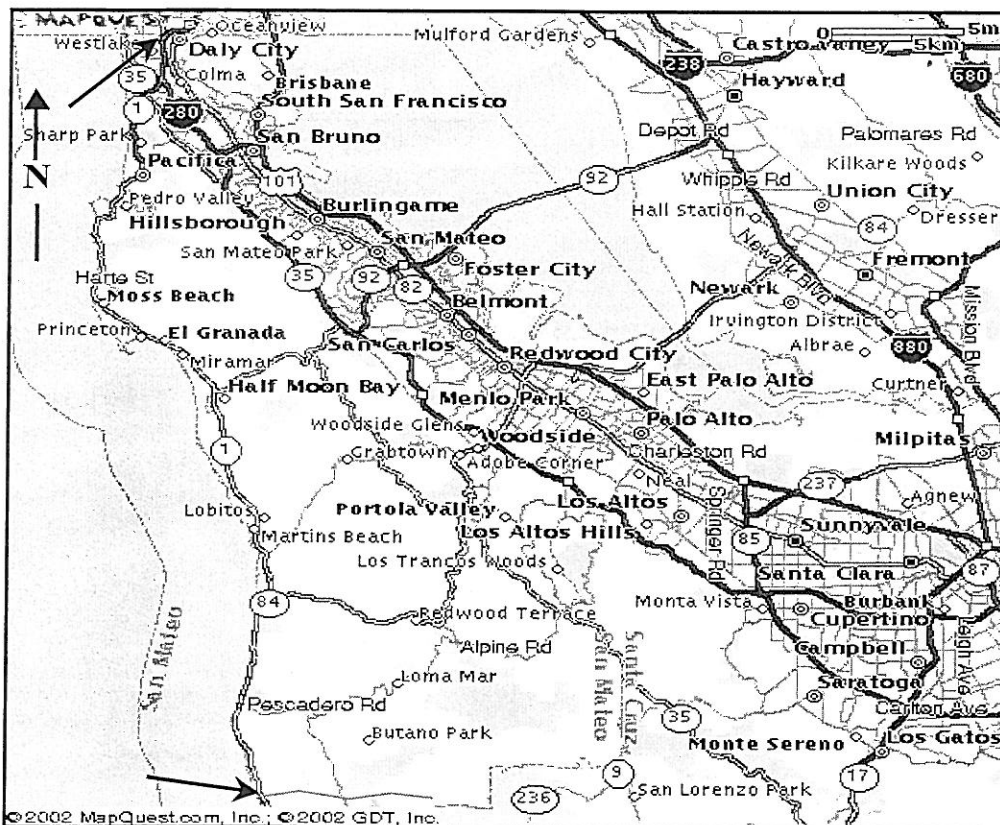 MAPQUEST
Oceanview
Westlake
Daly City
Mulford Gardens
0 5m
5km
Castro Valley
238
680
Hayward
35
Colma
Brisbane
South San Francisco
1
280
Sharp Park
San Bruno
Depot Rd
Palomares Rd
N
Pacifica
Kilkare Woods
101
92
Whipple Rd
Union City
Pedro Valley
Burlingame
Hall Station
84
Dresser
Hillsborough
San Mateo
San Mateo Park
Newark Blvd
Fremont
Foster City
35
92
82
Harte St
Moss Beach
Belmont
Newark
Mission Blvd
Princeton
El Granada
Irvington District
San Carlos
Redwood City
Albrae
880
Miramar
Half Moon Bay
East Palo Alto
Curtner
Menlo Park
Palo Alto
Woodside Glens
Woodside
Milpitas
1
Charleston Rd
Grabtown
Adobe Corner
Neal
237
Agnew
Lobitos
Portola Valley
Los Altos
Springer Rd
Sunnyvale
Martins Beach
Los Altos Hills
85
Los Trancos Woods
Santa Clara
87
84
Redwood Terrace
Monta Vista
Burbank
Cupertino
San Mateo
San Mateo
Santa Cruz
Alpine Rd
Campbell
Leigh Ave
Loma Mar
Saratoga
Pescadero Rd
35
Carlton Ave
Butano Park
Monte Sereno
Los Gatos
9
17
236
San Lorenzo Park
©2002 MapQuest.com, Inc.; ©2002 GDT, Inc.